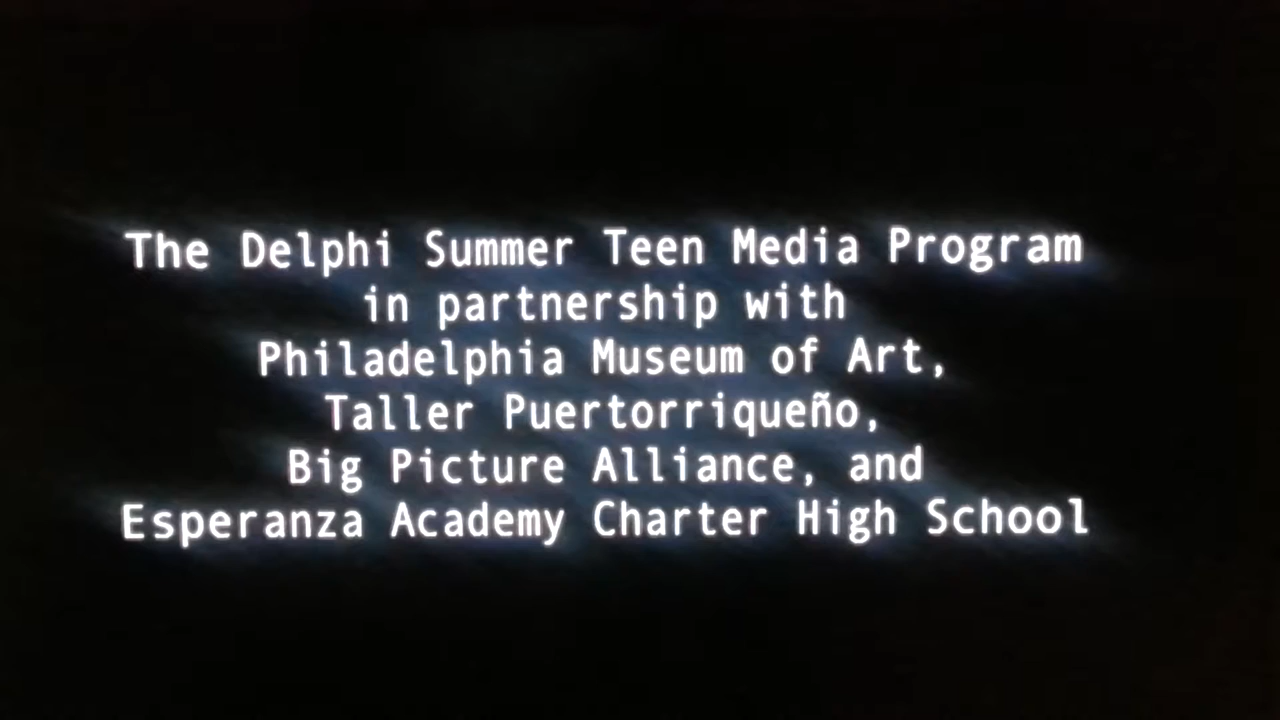 The Delphi Summer Teen Media Program
in partnership with
Philadelphia Museum of Art,
Taller Puertorriqueño,
Big Picture Alliance, and
Esperanza Academy Charter High School